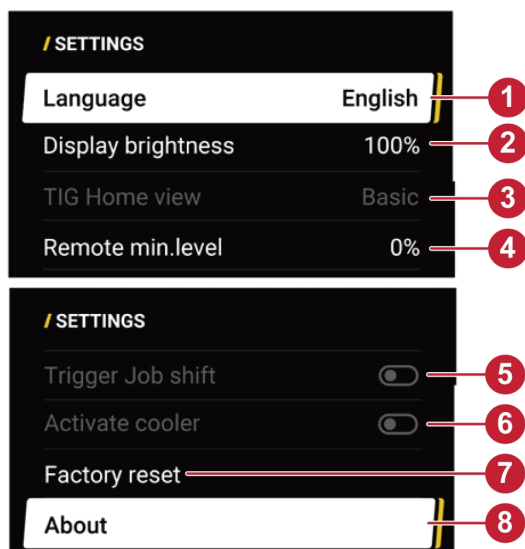 / SETTINGS
Language English 1
Display brightness 100% 2
TIG Home view Basic 3
Remote min.level 0% 4
/ SETTINGS
Trigger Job shift 5
Activate cooler 6
Factory reset 7
About 8